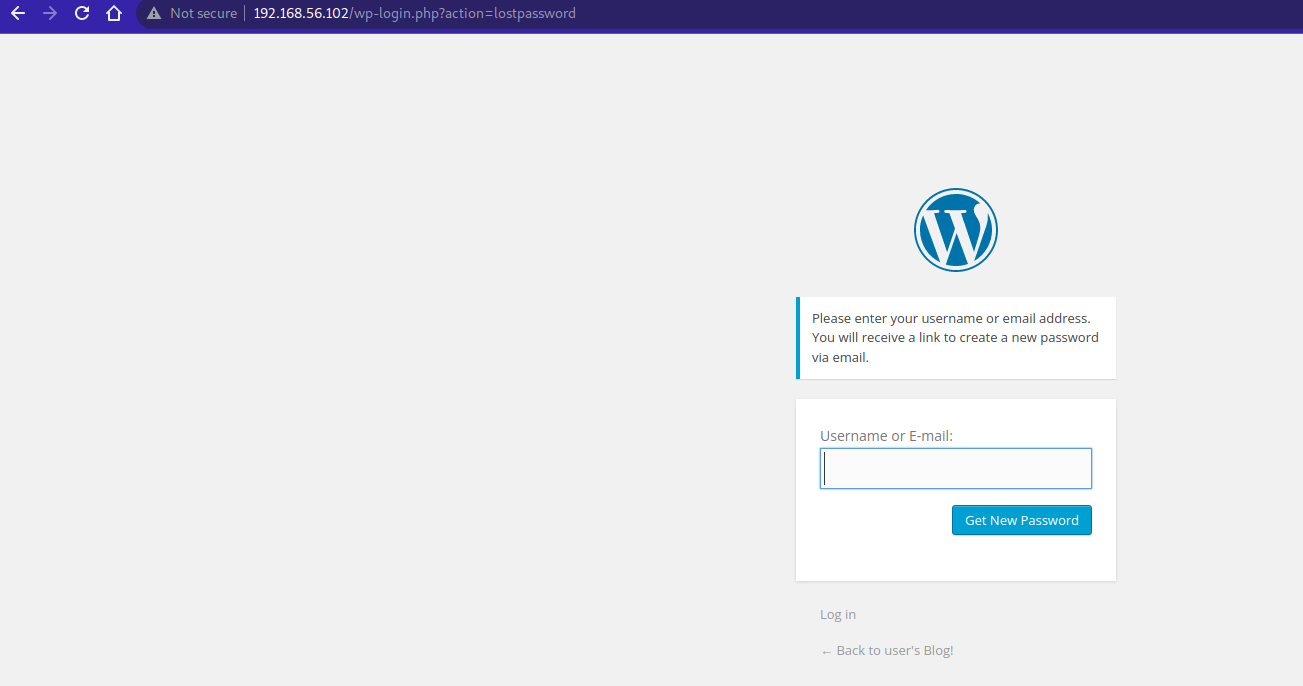 Not secure 192.168.56.102/wp-login.php?action=lostpassword
Please enter your username or email address.
You will receive a link to create a new password
via email.
Username or E-mail:
Get New Password
Log in
← Back to user's Blog!